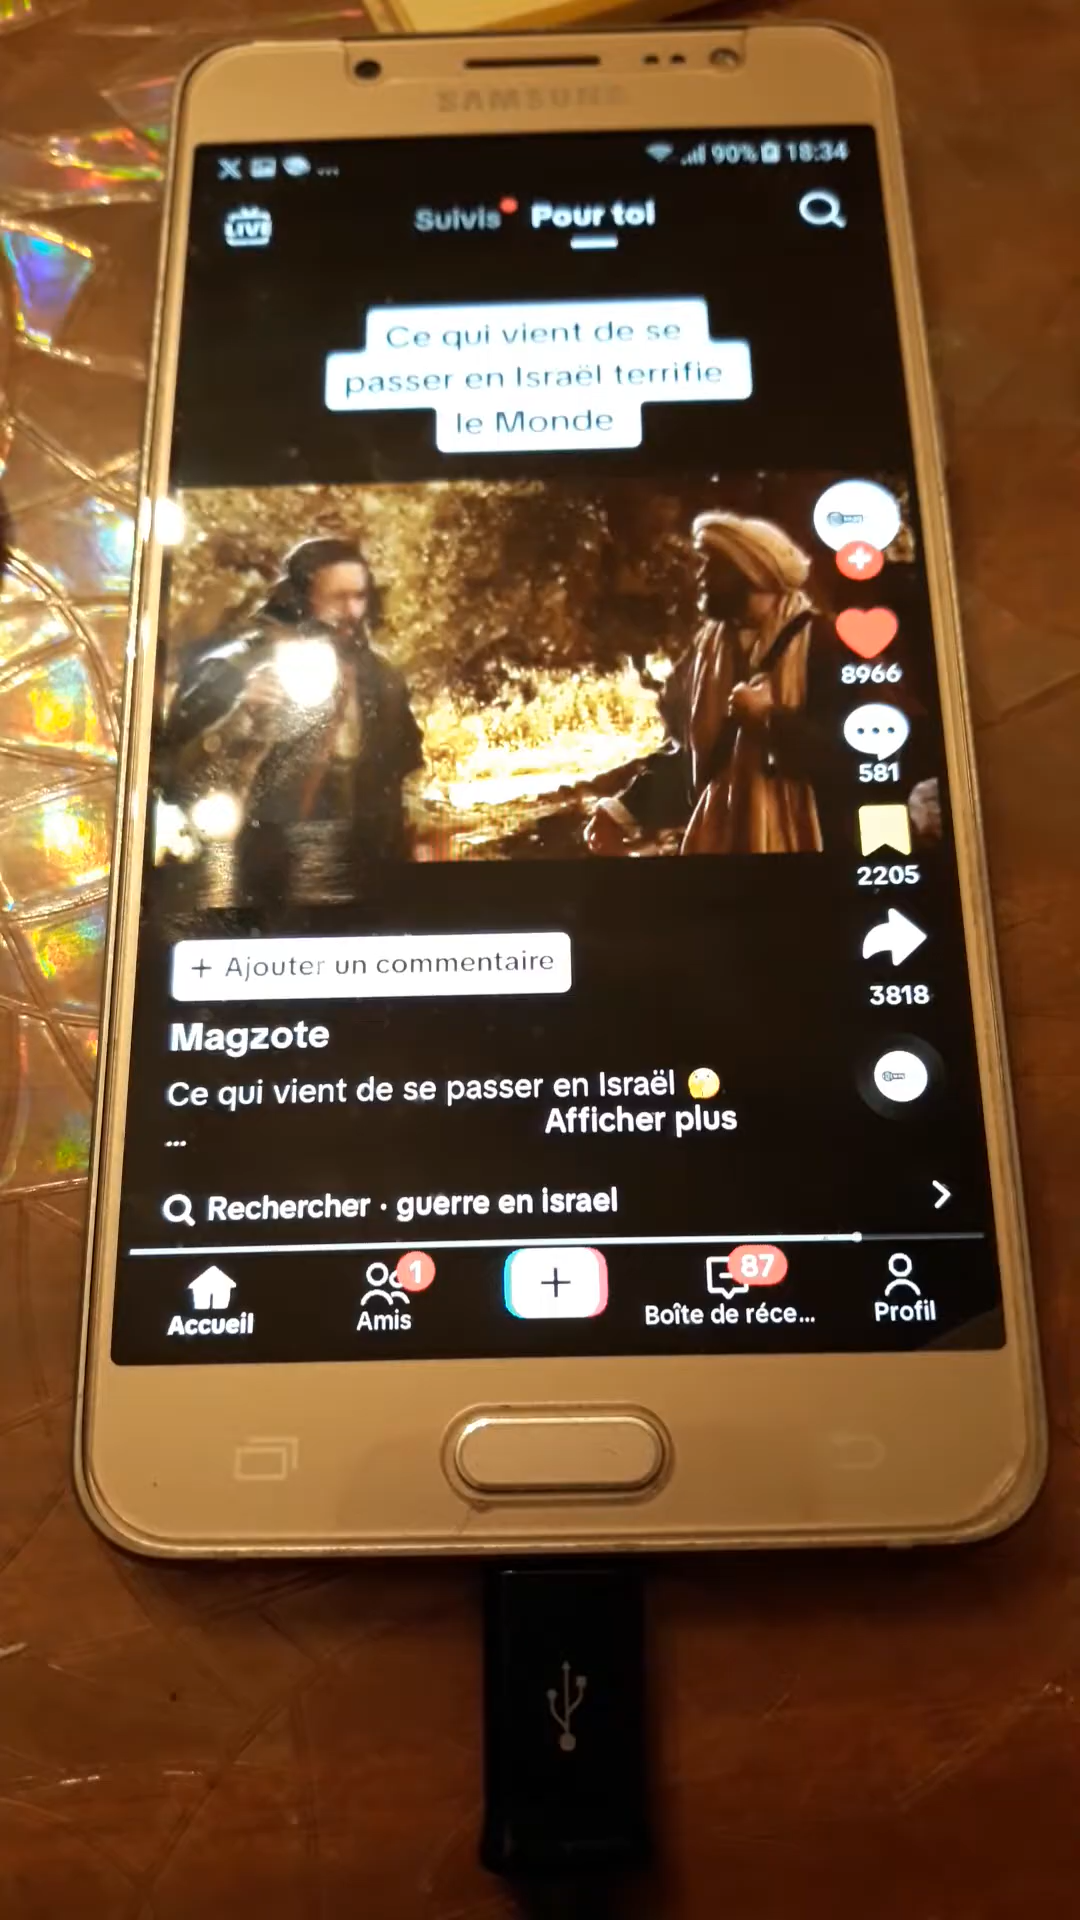 SAMSUNG
X ... 90% 18:34
LIVE Suivis Pour toi
Ce qui vient de se
passer en Israël terrifie
le Monde
8966
581
2205
3818
+ Ajouter un commentaire
Magzote
Ce qui vient de se passer en Israël 🤔
... Afficher plus
Rechercher · guerre en israel
Accueil
1
Amis
87
Boîte de réce...
Profil